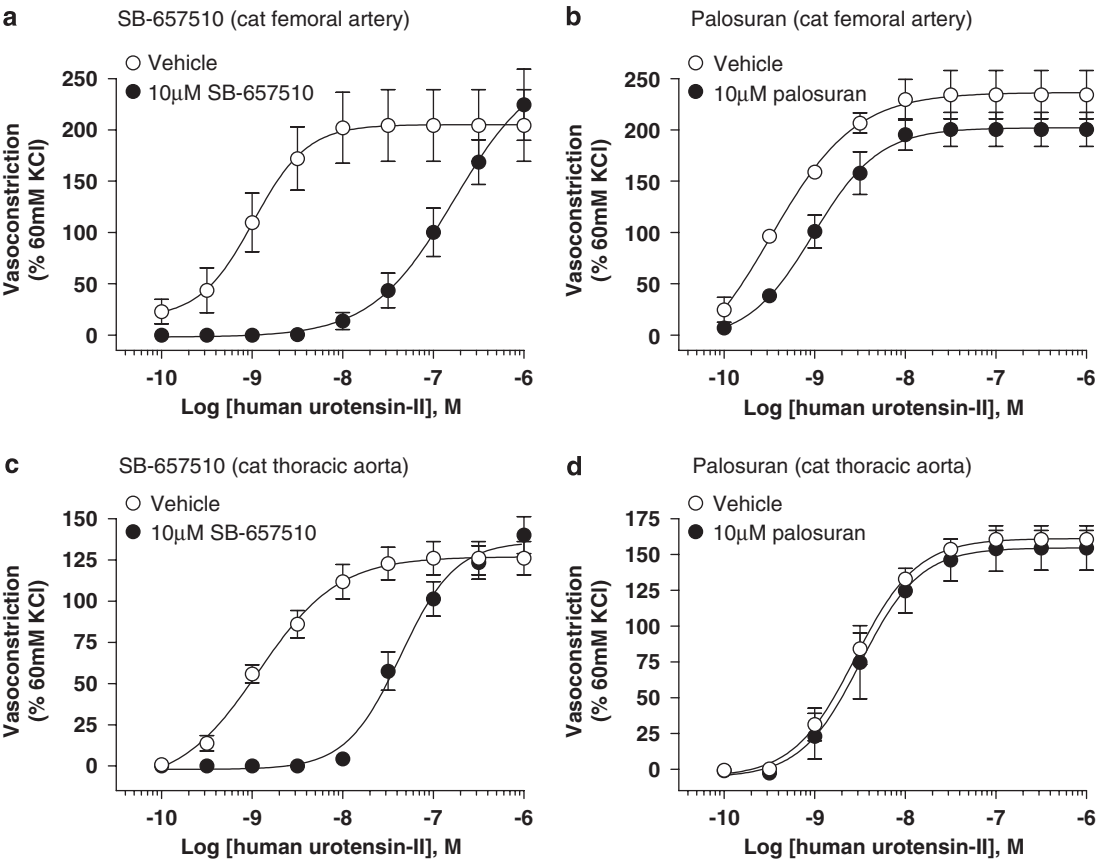 a
SB-657510 (cat femoral artery)
Vehicle
10μM SB-657510
250
200
150
100
50
0
Vasoconstriction
(% 60mM KCl)
-10
-9
-8
-7
-6
Log [human urotensin-II], M
b
Palosuran (cat femoral artery)
Vehicle
10μM palosuran
250
200
150
100
50
0
Vasoconstriction
(% 60mM KCl)
-10
-9
-8
-7
-6
Log [human urotensin-II], M
c
SB-657510 (cat thoracic aorta)
Vehicle
10μM SB-657510
150
125
100
75
50
25
0
Vasoconstriction
(% 60mM KCl)
-10
-9
-8
-7
-6
Log [human urotensin-II], M
d
Palosuran (cat thoracic aorta)
Vehicle
10μM palosuran
175
150
125
100
75
50
25
0
Vasoconstriction
(% 60mM KCl)
-10
-9
-8
-7
-6
Log [human urotensin-II], M